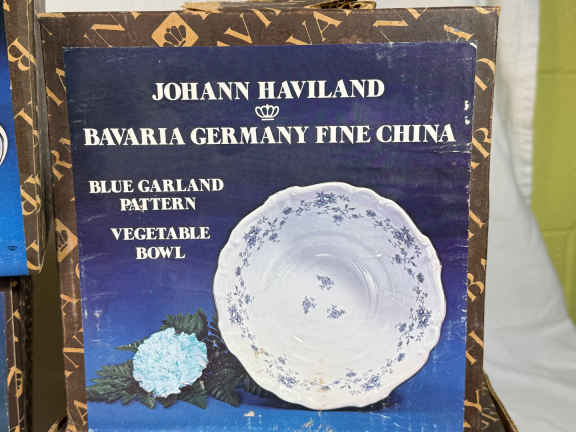 JOHANN HAVILAND
BAVARIA GERMANY FINE CHINA
BLUE GARLAND
PATTERN
VEGETABLE
BOWL